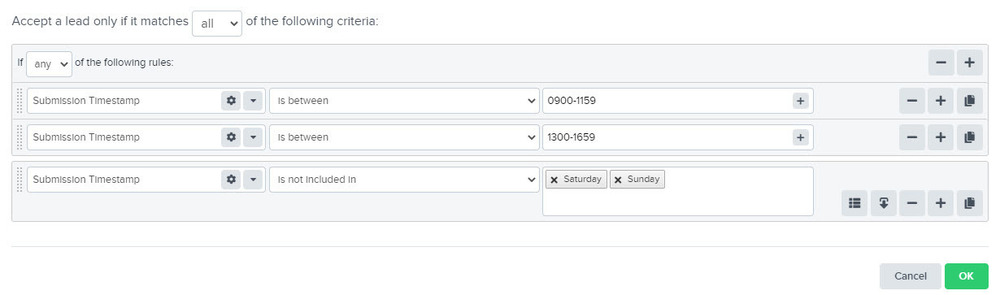 Accept a lead only if it matches all of the following criteria:
If any of the following rules:
Submission Timestamp is between 0900-1159
Submission Timestamp is between 1300-1659
Submission Timestamp is not included in Saturday Sunday
Cancel OK